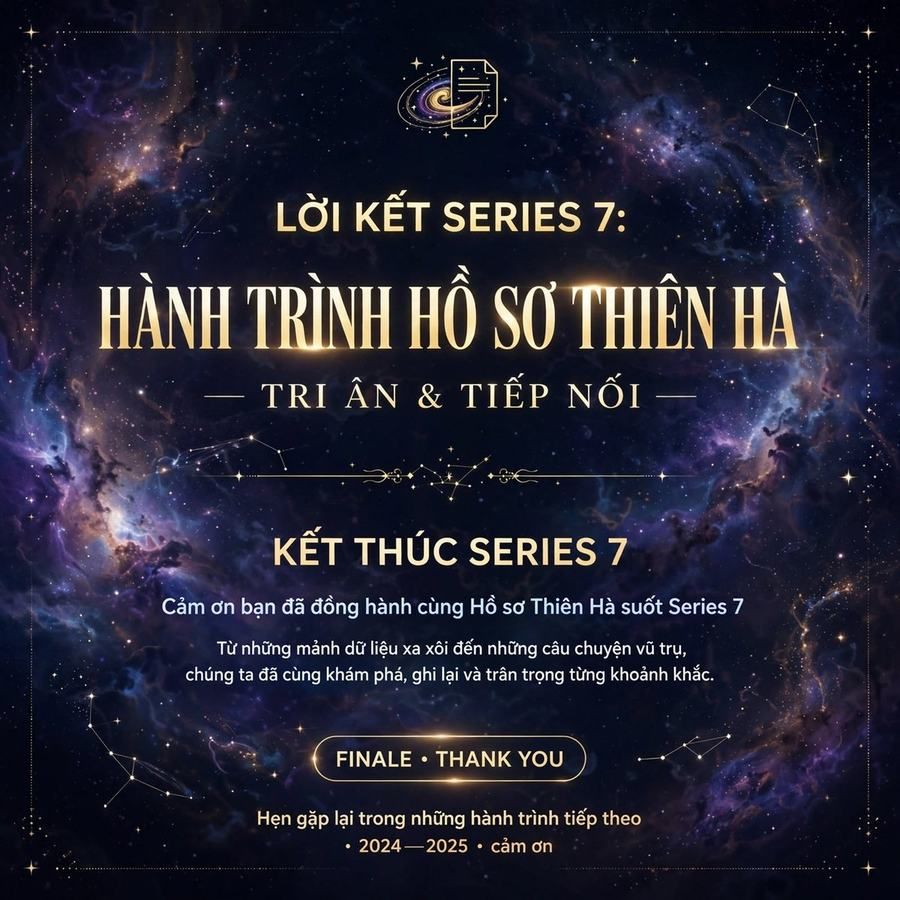 LỜI KẾT SERIES 7:
HÀNH TRÌNH HỒ SƠ THIÊN HÀ
— TRI ÂN & TIẾP NỐI —
KẾT THÚC SERIES 7
Cảm ơn bạn đã đồng hành cùng Hồ sơ Thiên Hà suốt Series 7
Từ những mảnh dữ liệu xa xôi đến những câu chuyện vũ trụ,
chúng ta đã cùng khám phá, ghi lại và trân trọng từng khoảnh khắc.
FINALE • THANK YOU
Hẹn gặp lại trong những hành trình tiếp theo
• 2024—2025 • cảm ơn